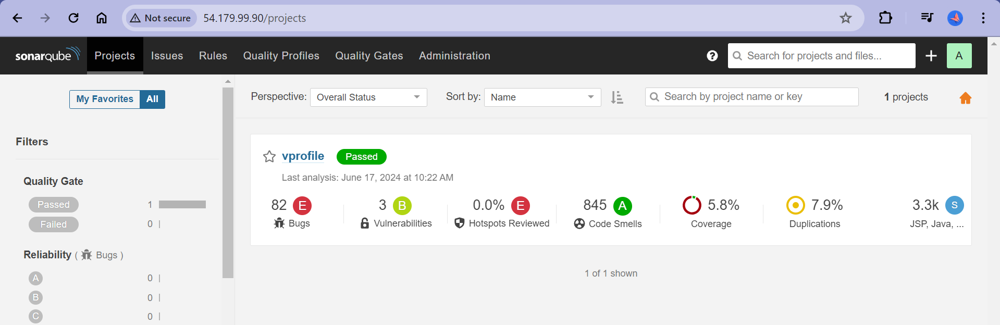 Not secure 54.179.99.90/projects
sonarqube Projects Issues Rules Quality Profiles Quality Gates Administration ? Search for projects and files... + A
My Favorites All
Perspective: Overall Status Sort by: Name Search by project name or key 1 projects
Filters
Quality Gate
Passed 1
Failed 0
Reliability ( Bugs )
A 0
B 0
C 0
vprofile Passed
Last analysis: June 17, 2024 at 10:22 AM
82 E 3 B 0.0% E 845 A 5.8% 7.9% 3.3k S
Bugs Vulnerabilities Hotspots Reviewed Code Smells Coverage Duplications JSP, Java, ...
1 of 1 shown